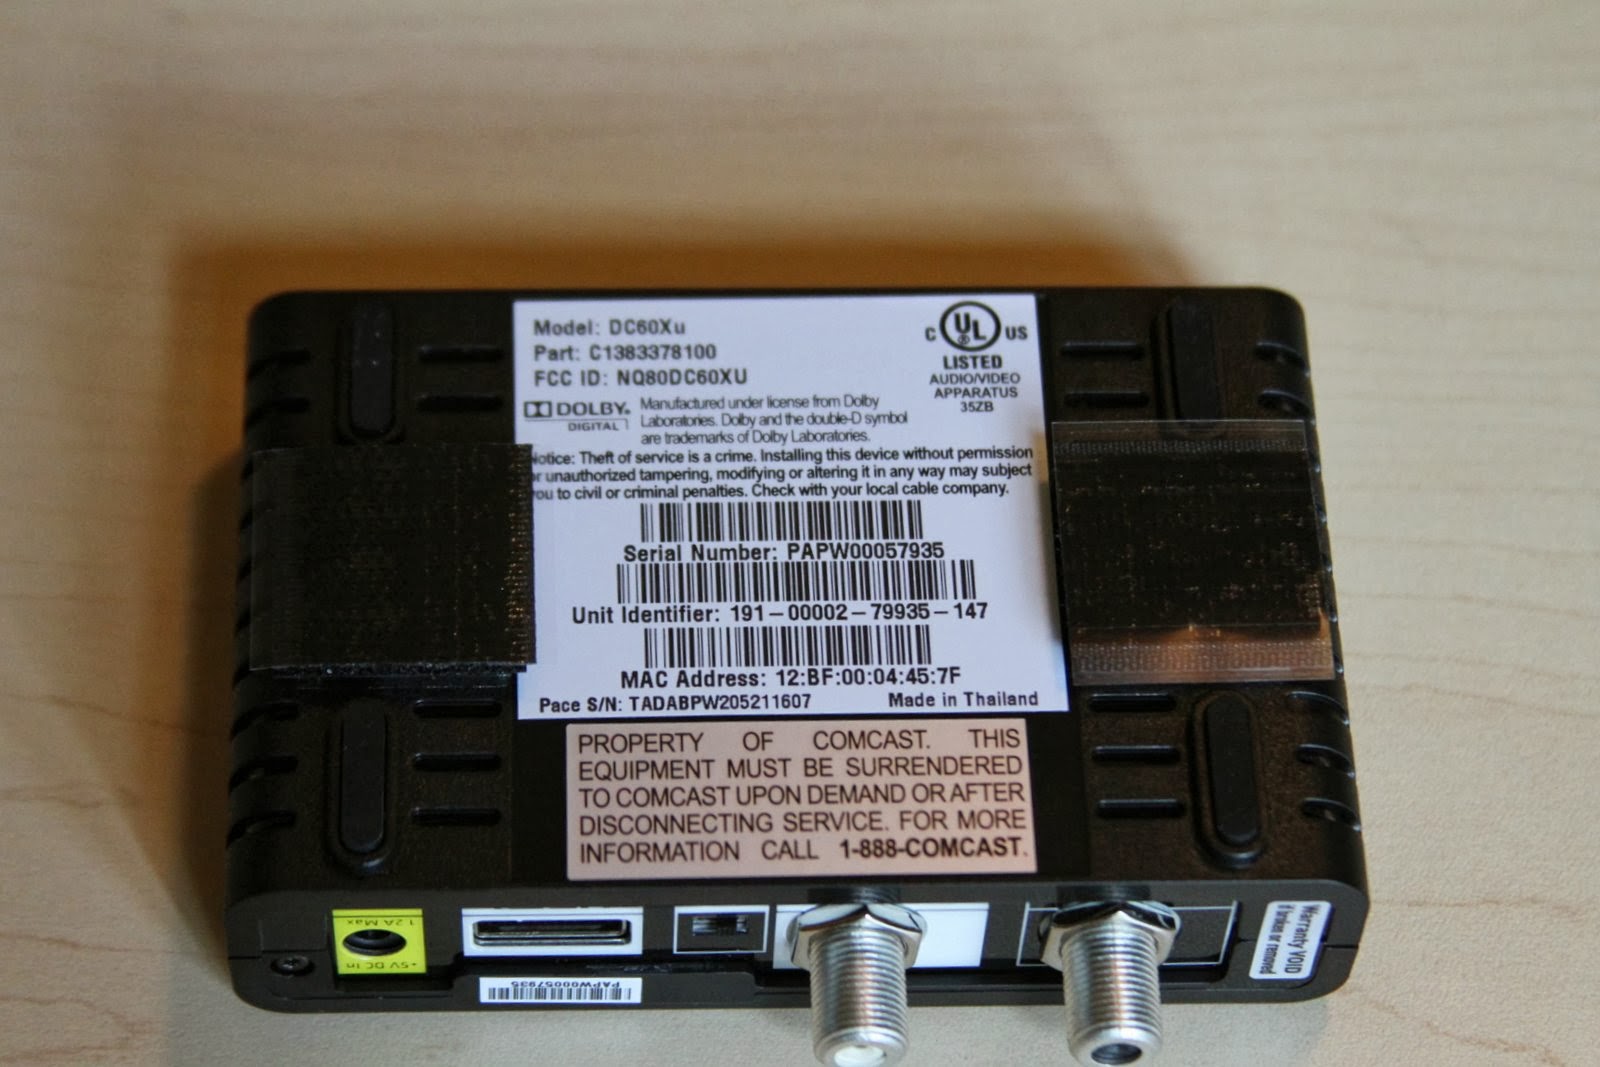 Model: DC60Xu
Part: C1383378100
FCC ID: NQ80DC60XU
C UL ® US
LISTED
AUDIO/VIDEO
APPARATUS
35ZB
DOLBY®
DIGITAL
Manufactured under license from Dolby
Laboratories. Dolby and the double-D symbol
are trademarks of Dolby Laboratories.
Notice: Theft of service is a crime. Installing this device without permission
or unauthorized tampering, modifying or altering it in any way may subject
you to civil or criminal penalties. Check with your local cable company.
Serial Number: PAPW00057935
Unit Identifier: 191-00002-79935-147
MAC Address: 12:BF:00:04:45:7F
Pace S/N: TADABPW205211607 Made in Thailand
PROPERTY OF COMCAST. THIS
EQUIPMENT MUST BE SURRENDERED
TO COMCAST UPON DEMAND OR AFTER
DISCONNECTING SERVICE. FOR MORE
INFORMATION CALL 1-888-COMCAST.
+5V DC In
1.2A Max
PAPW00057935
Warranty VOID
if broken or removed